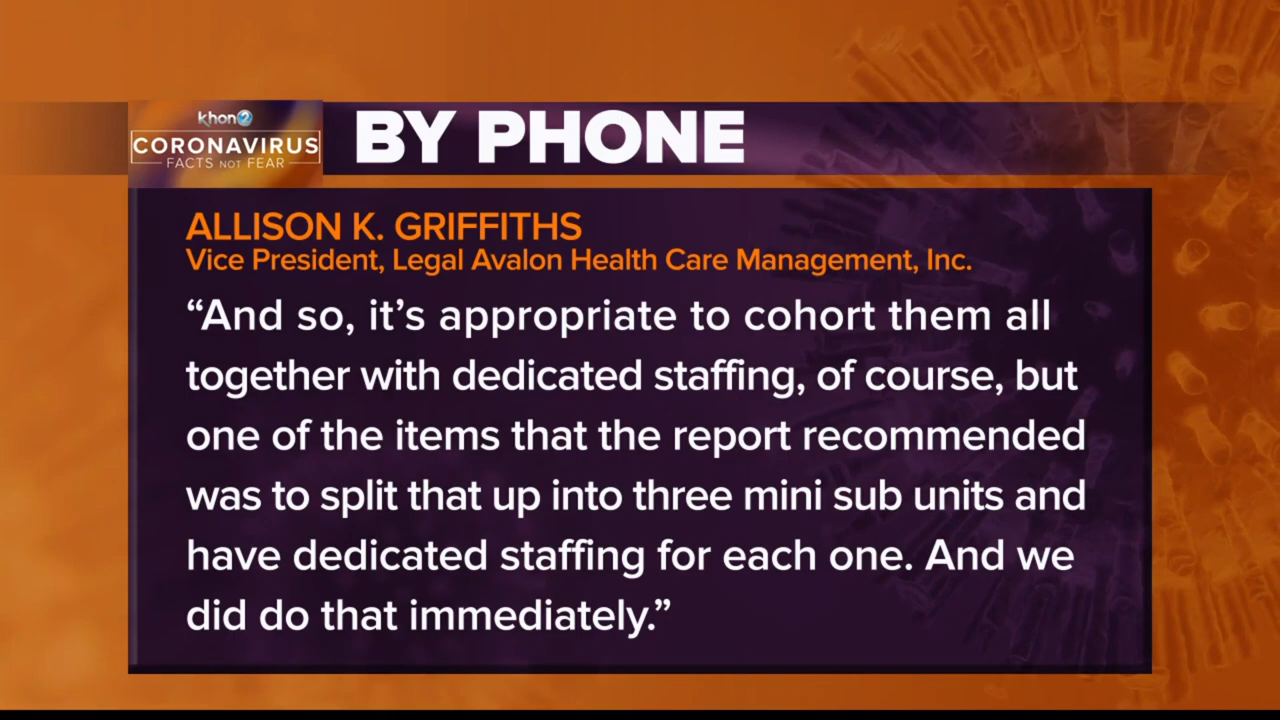 khon2
CORONAVIRUS
FACTS NOT FEAR
BY PHONE
ALLISON K. GRIFFITHS
Vice President, Legal Avalon Health Care Management, Inc.
“And so, it’s appropriate to cohort them all
together with dedicated staffing, of course, but
one of the items that the report recommended
was to split that up into three mini sub units and
have dedicated staffing for each one. And we
did do that immediately.”